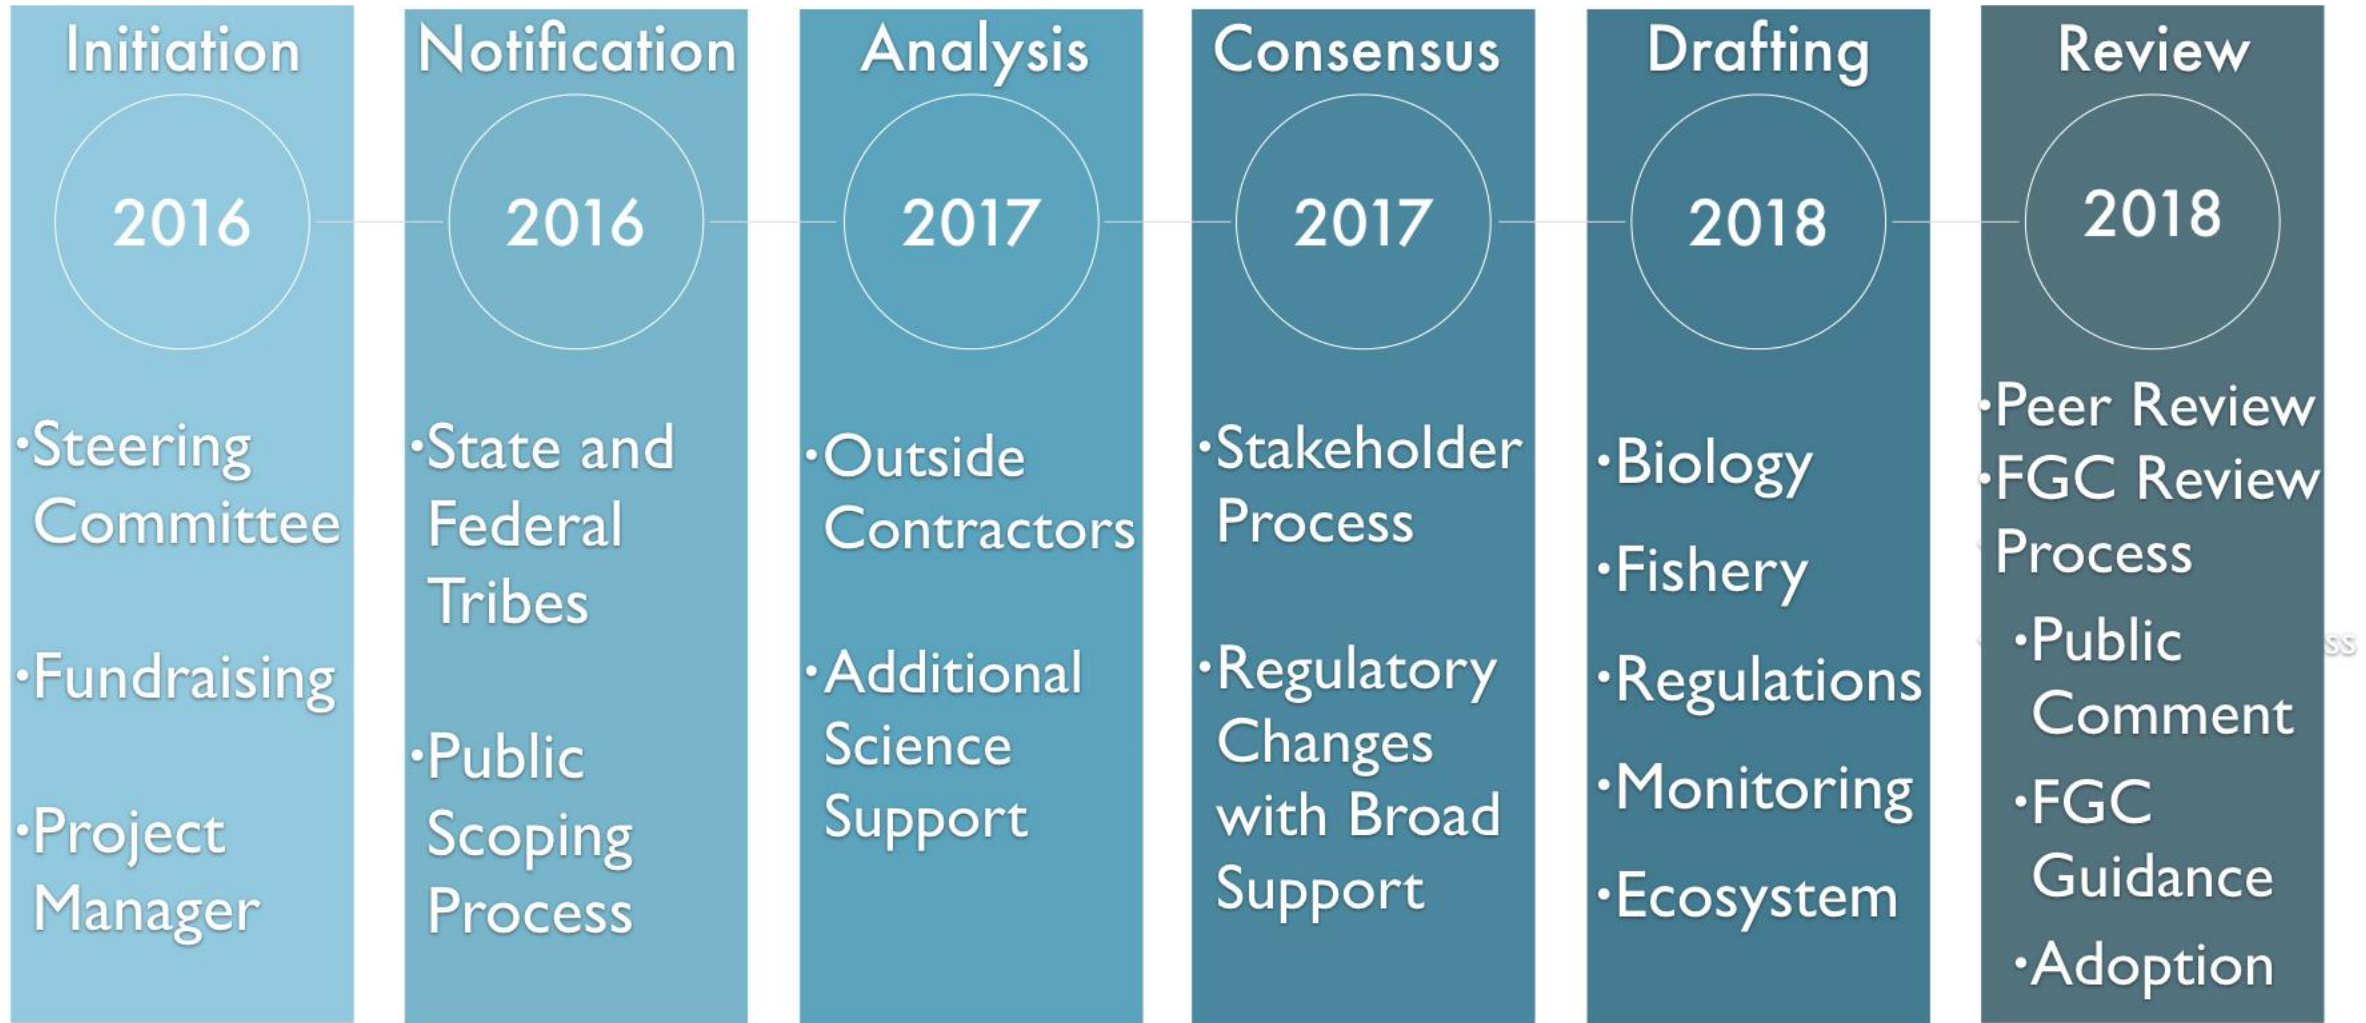 Initiation
2016
•Steering
Committee
•Fundraising
•Project
Manager
Notification
2016
•State and
Federal
Tribes
•Public
Scoping
Process
Analysis
2017
•Outside
Contractors
•Additional
Science
Support
Consensus
2017
•Stakeholder
Process
•Regulatory
Changes
with Broad
Support
Drafting
2018
•Biology
•Fishery
•Regulations
•Monitoring
•Ecosystem
Review
2018
•Peer Review
•FGC Review
Process
•Public
Comment
•FGC
Guidance
•Adoption